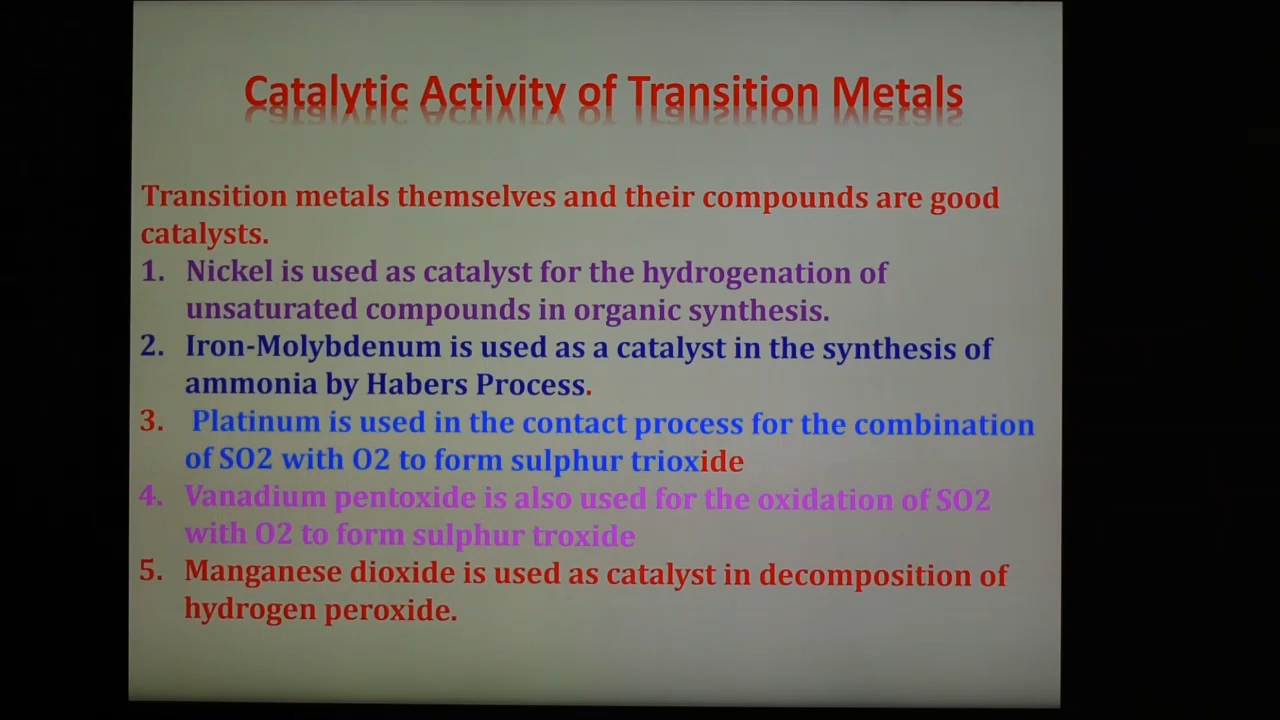 Catalytic Activity of Transition Metals
Transition metals themselves and their compounds are good
catalysts.
1. Nickel is used as catalyst for the hydrogenation of
unsaturated compounds in organic synthesis.
2. Iron-Molybdenum is used as a catalyst in the synthesis of
ammonia by Habers Process.
3. Platinum is used in the contact process for the combination
of SO2 with O2 to form sulphur trioxide
4. Vanadium pentoxide is also used for the oxidation of SO2
with O2 to form sulphur troxide
5. Manganese dioxide is used as catalyst in decomposition of
hydrogen peroxide.